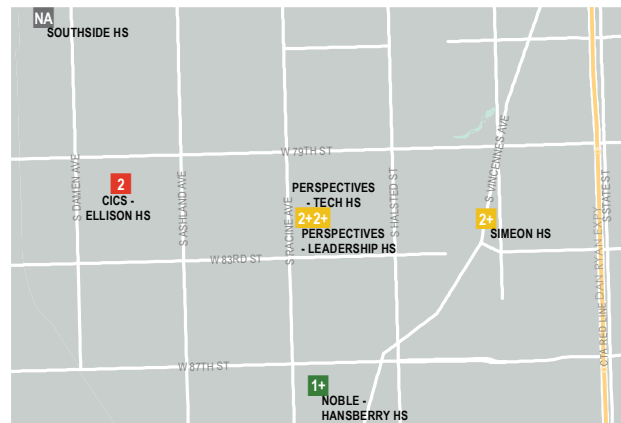 NA
SOUTHSIDE HS
W 79TH ST
S VINCENNES AVE
2
CICS -
ELLISON HS
S DAMEN AVE
S ASHLAND AVE
PERSPECTIVES
- TECH HS
2+2+
PERSPECTIVES
- LEADERSHIP HS
S RACINE AVE
S HALSTED ST
2+
SIMEON HS
S STATE ST
DAN RYAN EXPY
CTA RED LINE
W 83RD ST
W 87TH ST
1+
NOBLE -
HANSBERRY HS